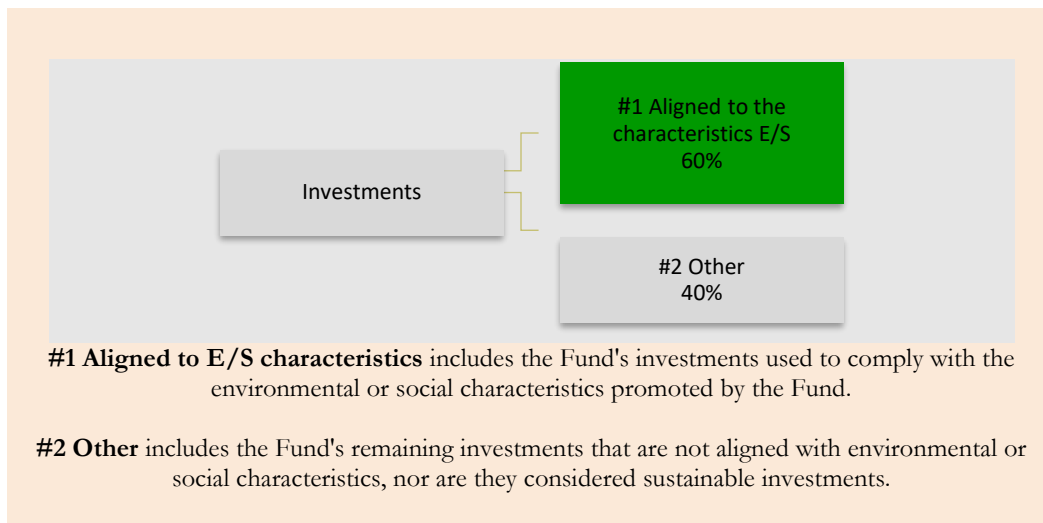 #1 Aligned to the
characteristics E/S
60%
Investments
#2 Other
40%
#1 Aligned to E/S characteristics includes the Fund's investments used to comply with the
environmental or social characteristics promoted by the Fund.
#2 Other includes the Fund's remaining investments that are not aligned with environmental or
social characteristics, nor are they considered sustainable investments.